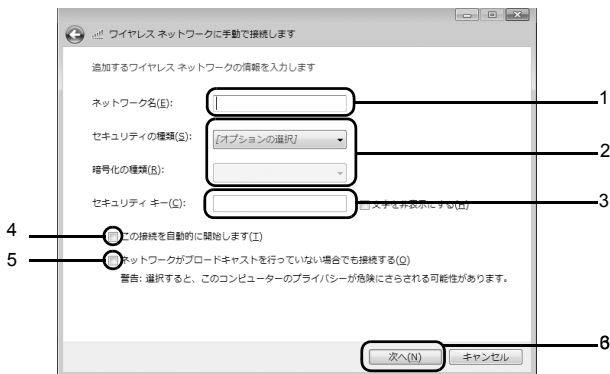 ワイヤレス ネットワークに手動で接続します
追加するワイヤレス ネットワークの情報を入力します
ネットワーク名(E):
1
セキュリティの種類(S):
[オプションの選択]
2
暗号化の種類(R):
セキュリティ キー(C):
文字を非表示にする(H)
3
4
この接続を自動的に開始します(T)
5
ネットワークがブロードキャストを行っていない場合でも接続する(O)
警告: 選択すると、このコンピューターのプライバシーが危険にさらされる可能性があります。
次へ(N)
キャンセル